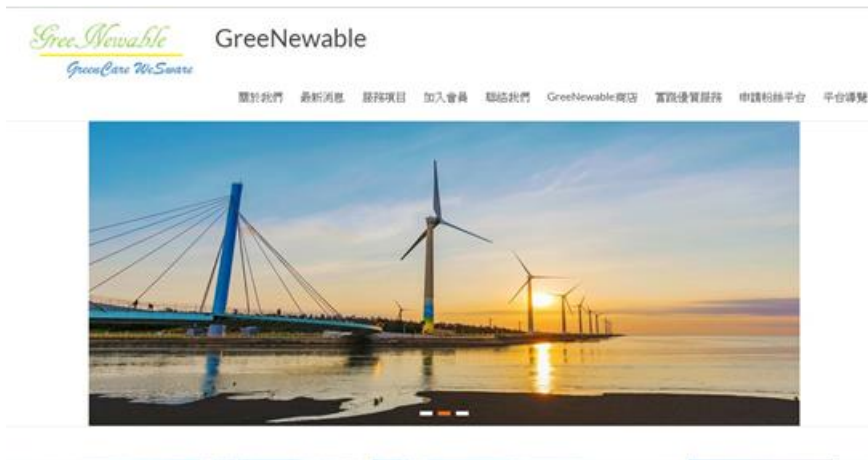 GreeNewable
GreenCare WeSware
GreeNewable
關於我們 最新消息 服務項目 加入會員 聯絡我們 GreeNewable商店 富跪優質服務 申請粉絲平台 平台導覽